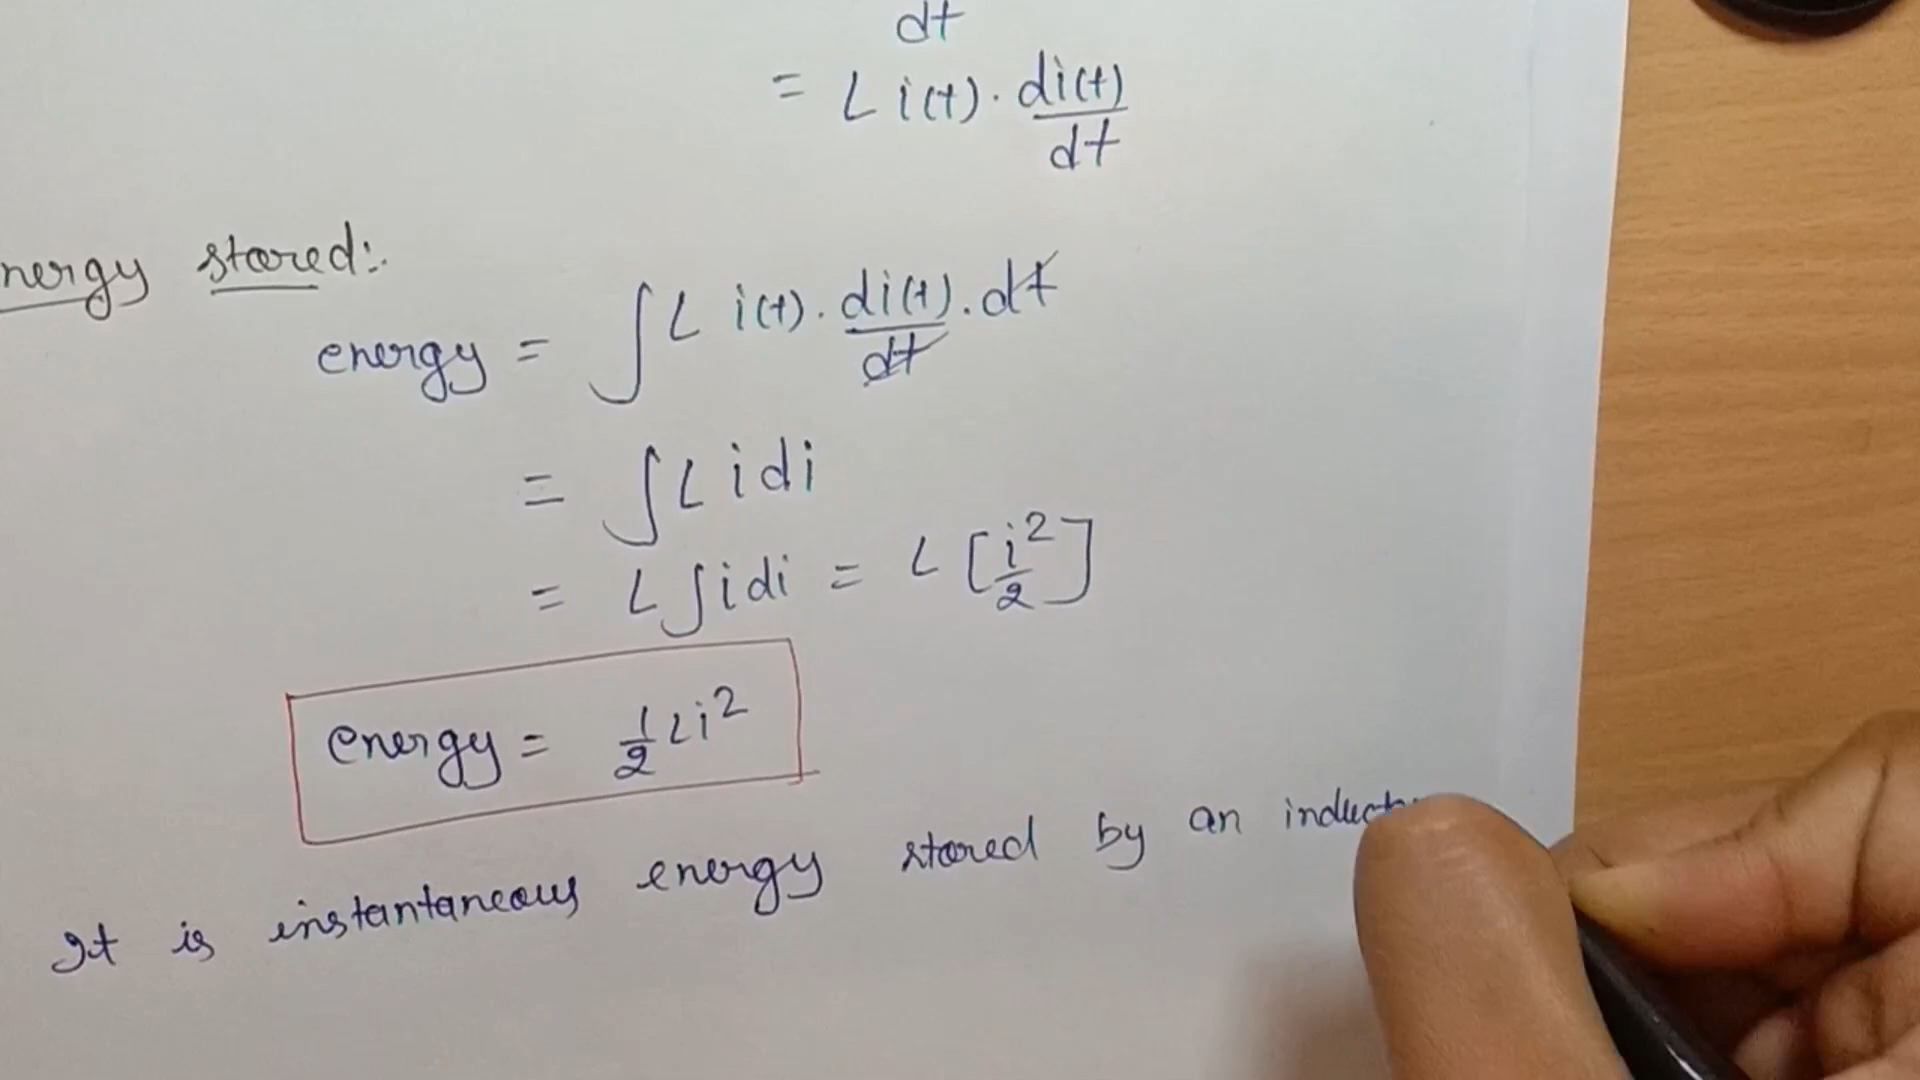 dt
= L i(t) . di(t)/dt
nergy stored:.
energy = ∫ L i(t) . di(t)/dt . dt
= ∫ L i di
= L ∫ i di = L [i²/2]
energy = 1/2 Li²
It is instantaneous energy stored by an